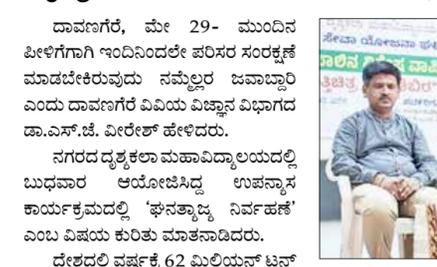 ದಾವಣಗೆರೆ, ಮೇ 29- ಮುಂದಿನ
ಪೀಳಿಗೆಗಾಗಿ ಇಂದಿನಿಂದಲೇ ಪರಿಸರ ಸಂರಕ್ಷಣೆ
ಮಾಡಬೇಕಿರುವುದು ನಮ್ಮೆಲ್ಲರ ಜವಾಬ್ದಾರಿ
ಎಂದು ದಾವಣಗೆರೆ ವಿವಿಯ ವಿಜ್ಞಾನ ವಿಭಾಗದ
ಡಾ.ಎಸ್.ಜೆ. ವೀರೇಶ್ ಹೇಳಿದರು.
ನಗರದ ದೃಶ್ಯಕಲಾ ಮಹಾವಿದ್ಯಾಲಯದಲ್ಲಿ
ಬುಧವಾರ ಆಯೋಜಿಸಿದ್ದ ಉಪನ್ಯಾಸ
ಕಾರ್ಯಕ್ರಮದಲ್ಲಿ ‘ಘನತ್ಯಾಜ್ಯ ನಿರ್ವಹಣೆ’
ಎಂಬ ವಿಷಯ ಕುರಿತು ಮಾತನಾಡಿದರು.
ದೇಶದಲ್ಲಿ ವರ್ಷಕ್ಕೆ 62 ಮಿಲಿಯನ್ ಟನ್
ಸೇವಾ ಯೋಜನಾ